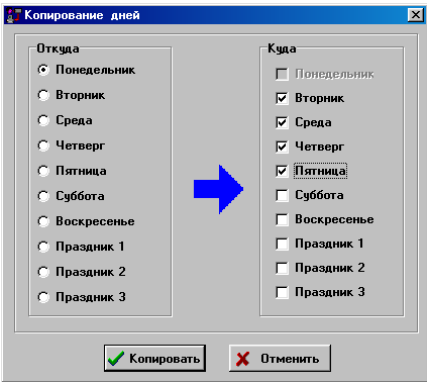 Копирование дней
Откуда
Понедельник
Вторник
Среда
Четверг
Пятница
Суббота
Воскресенье
Праздник 1
Праздник 2
Праздник 3
Куда
Понедельник
Вторник
Среда
Четверг
Пятница
Суббота
Воскресенье
Праздник 1
Праздник 2
Праздник 3
Копировать
Отменить